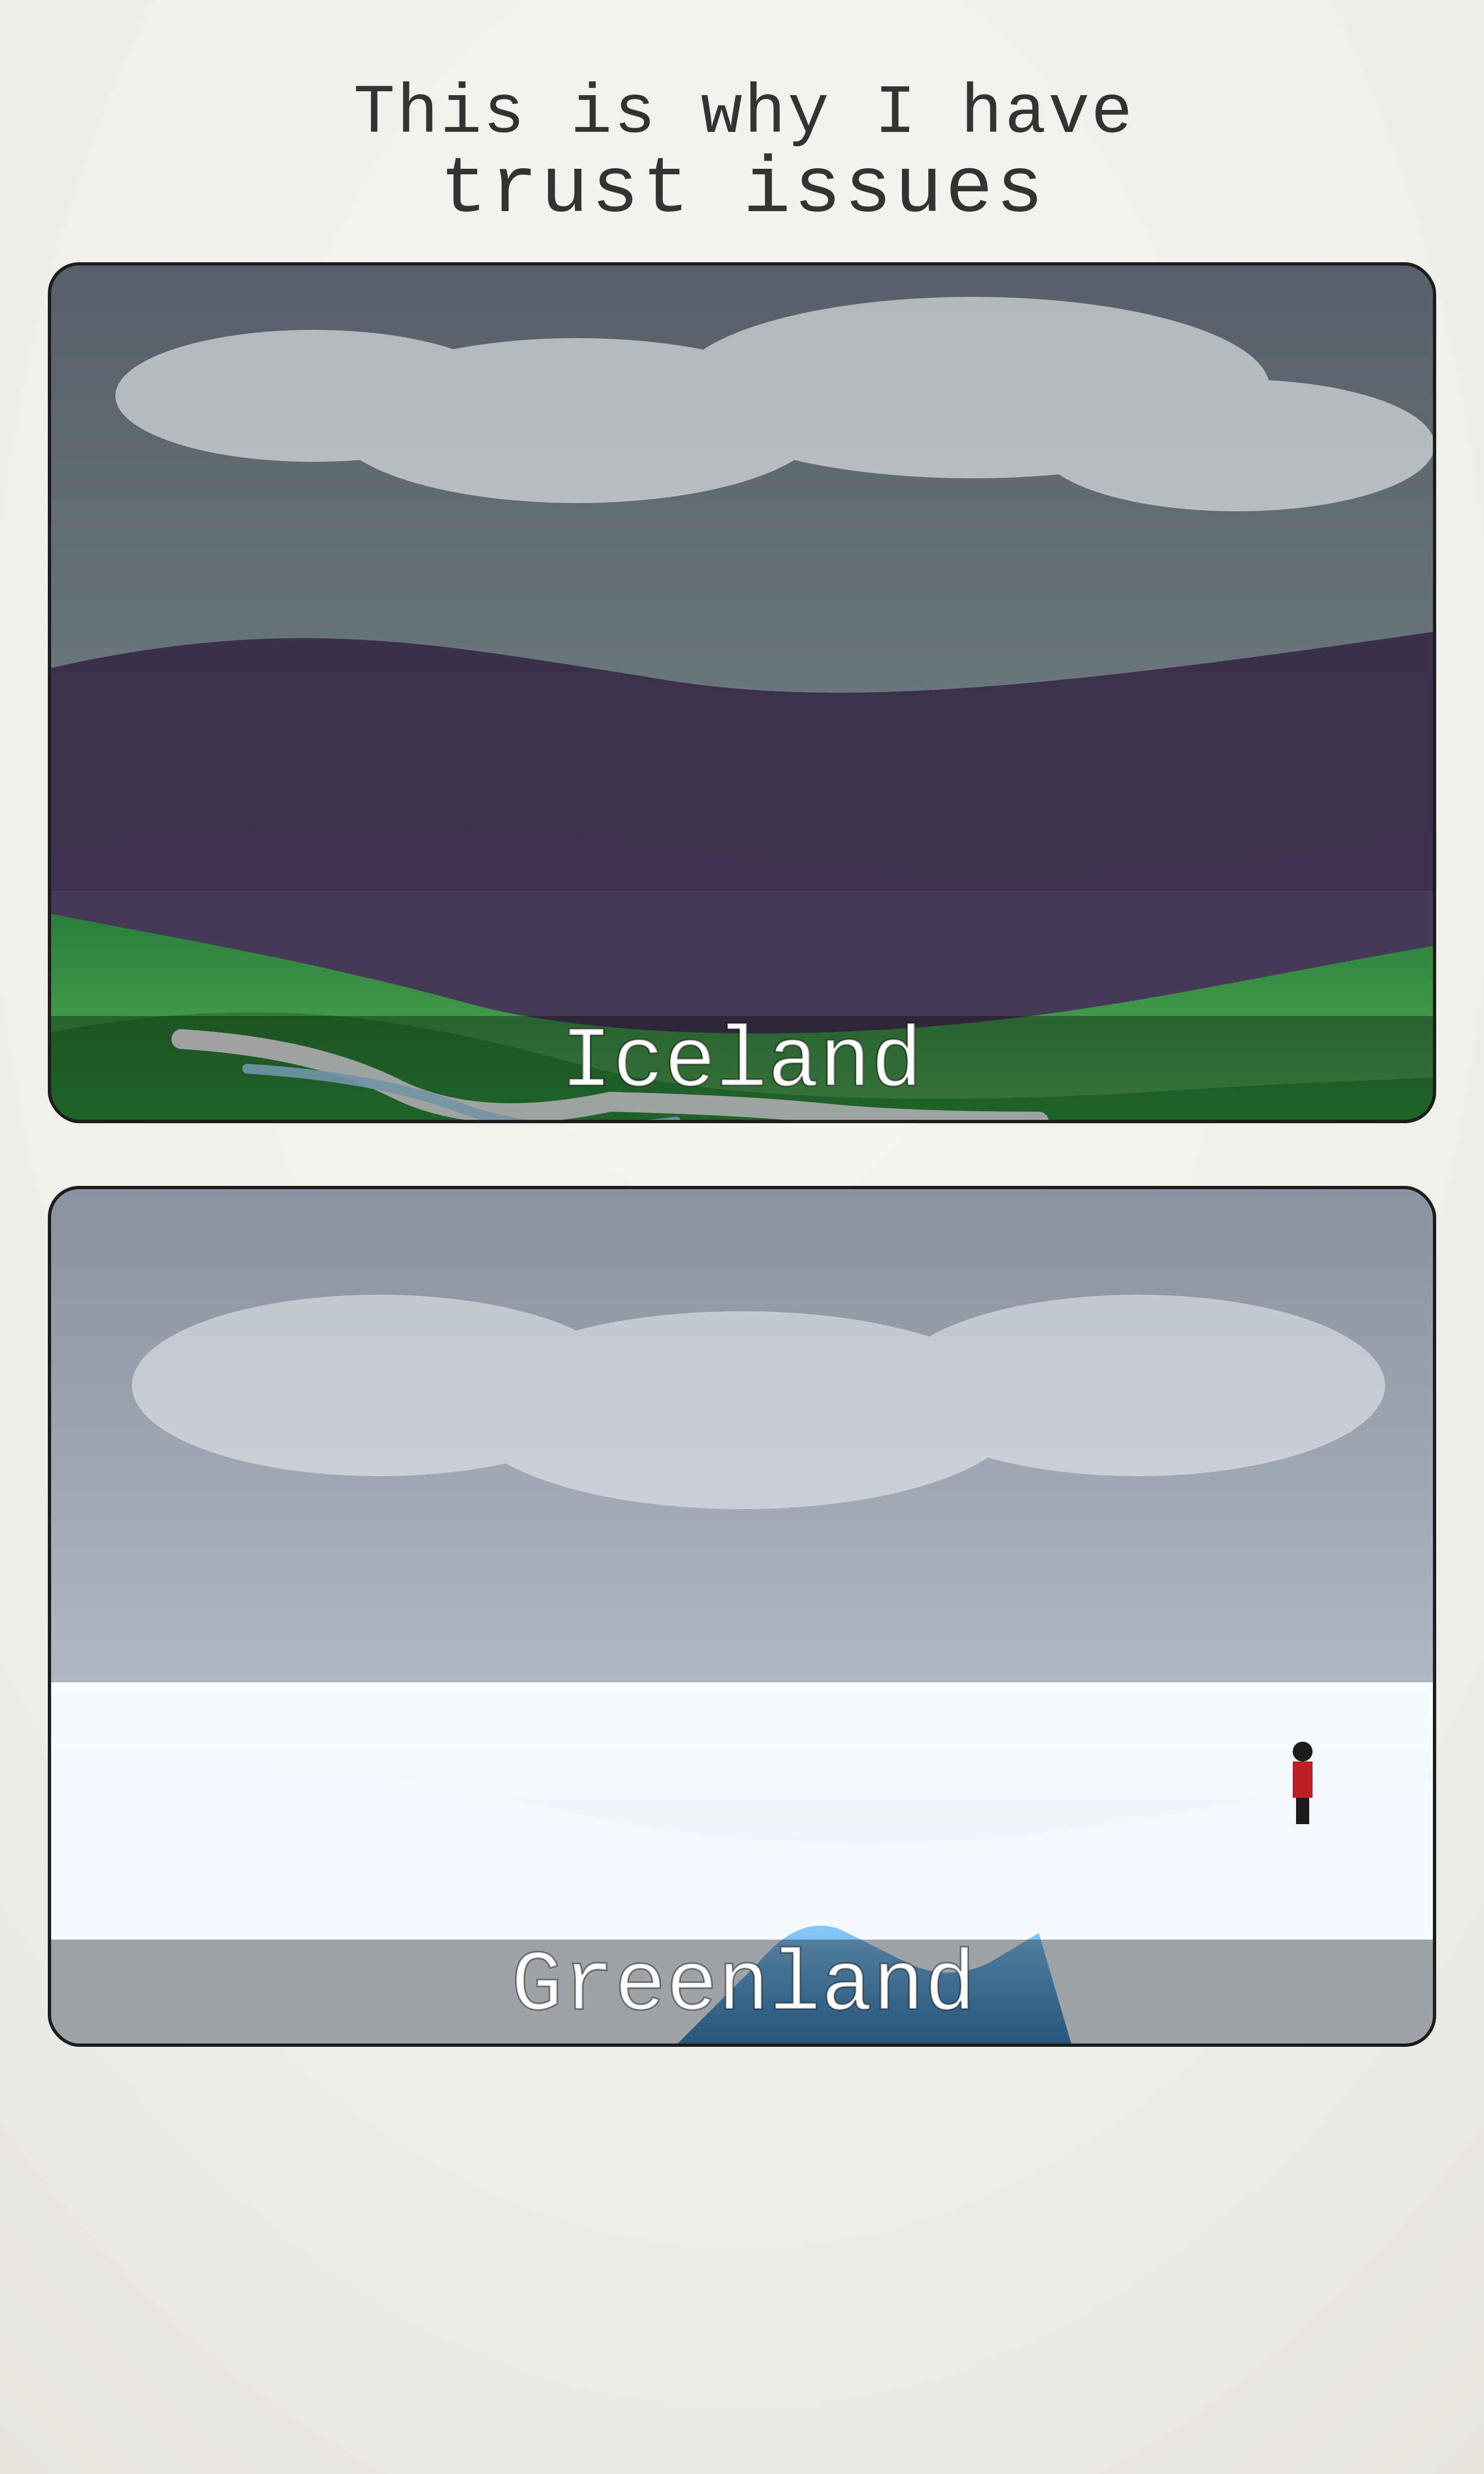 This is why I have
trust issues
Iceland
Greenland